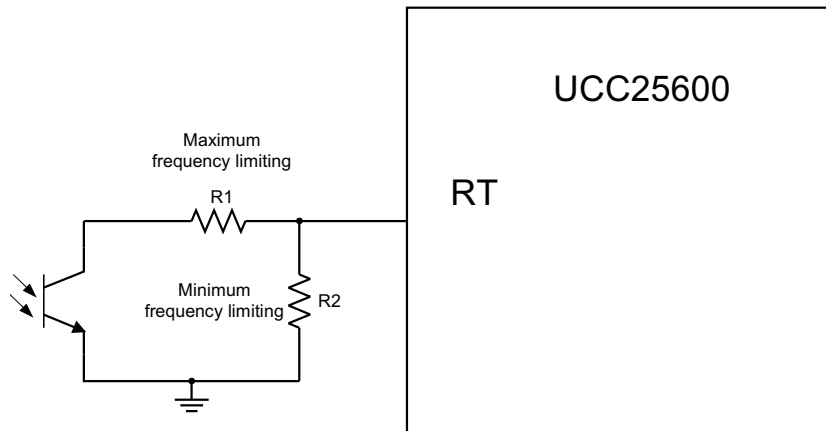 UCC25600
Maximum
frequency limiting
R1
RT
Minimum
frequency limiting
R2